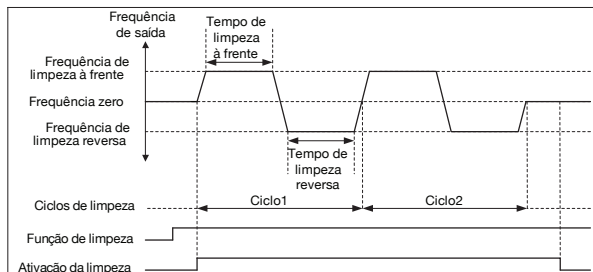 Frequência
de saída
Tempo de
limpeza
à frente
Frequência de
limpeza à frente
Frequência zero
Frequência de
limpeza reversa
Tempo de
limpeza
reversa
Ciclos de limpeza
Ciclo1
Ciclo2
Função de limpeza
Ativação da limpeza